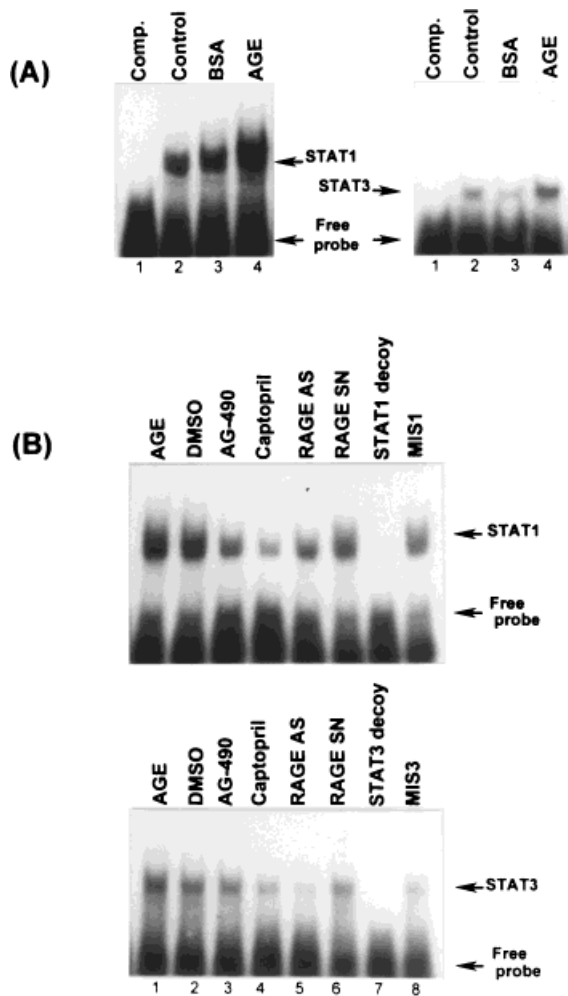 (A)
Comp. Control BSA AGE
Comp. Control BSA AGE
STAT1
STAT3
Free
probe
1 2 3 4
1 2 3 4
(B)
AGE DMSO AG-490 Captopril RAGE AS RAGE SN STAT1 decoy MIS1
STAT1
Free
probe
AGE DMSO AG-490 Captopril RAGE AS RAGE SN STAT3 decoy MIS3
STAT3
Free
probe
1 2 3 4 5 6 7 8